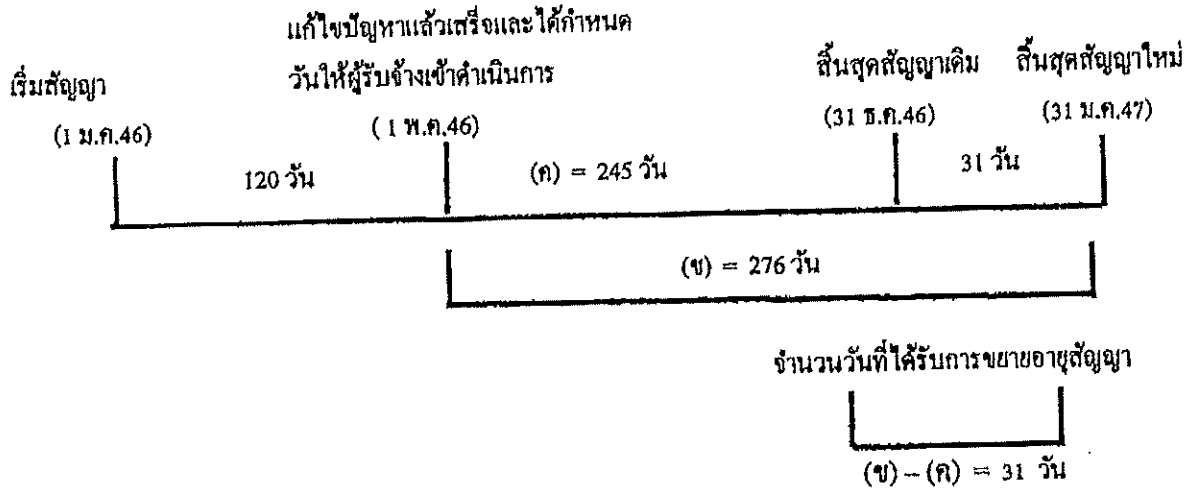 แก้ไขปัญหาแล้วเสร็จและได้กำหนด
วันให้ผู้รับจ้างเข้าดำเนินการ
เริ่มสัญญา
สิ้นสุดสัญญาเดิม
สิ้นสุดสัญญาใหม่
(1 ม.ค.46)
( 1 พ.ค.46)
(31 ธ.ค.46)
(31 ม.ค.47)
120 วัน
(ค) = 245 วัน
31 วัน
(ข) = 276 วัน
จำนวนวันที่ได้รับการขยายอายุสัญญา
(ข) – (ค) = 31 วัน